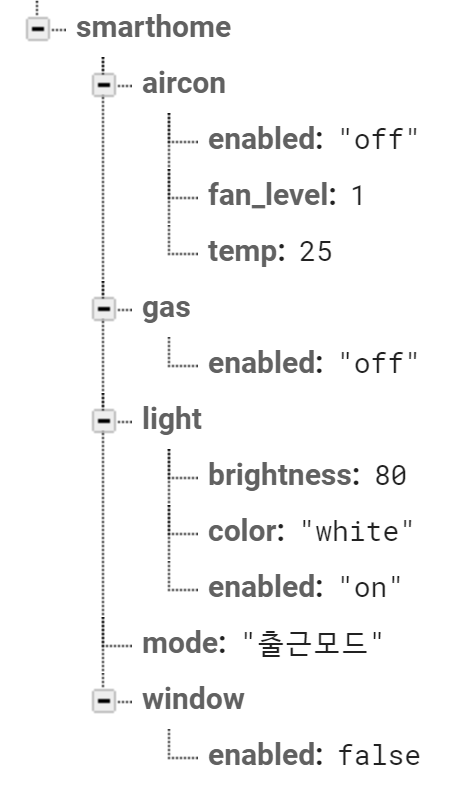 smarthome
aircon
enabled: "off"
fan_level: 1
temp: 25
gas
enabled: "off"
light
brightness: 80
color: "white"
enabled: "on"
mode: "출근모드"
window
enabled: false